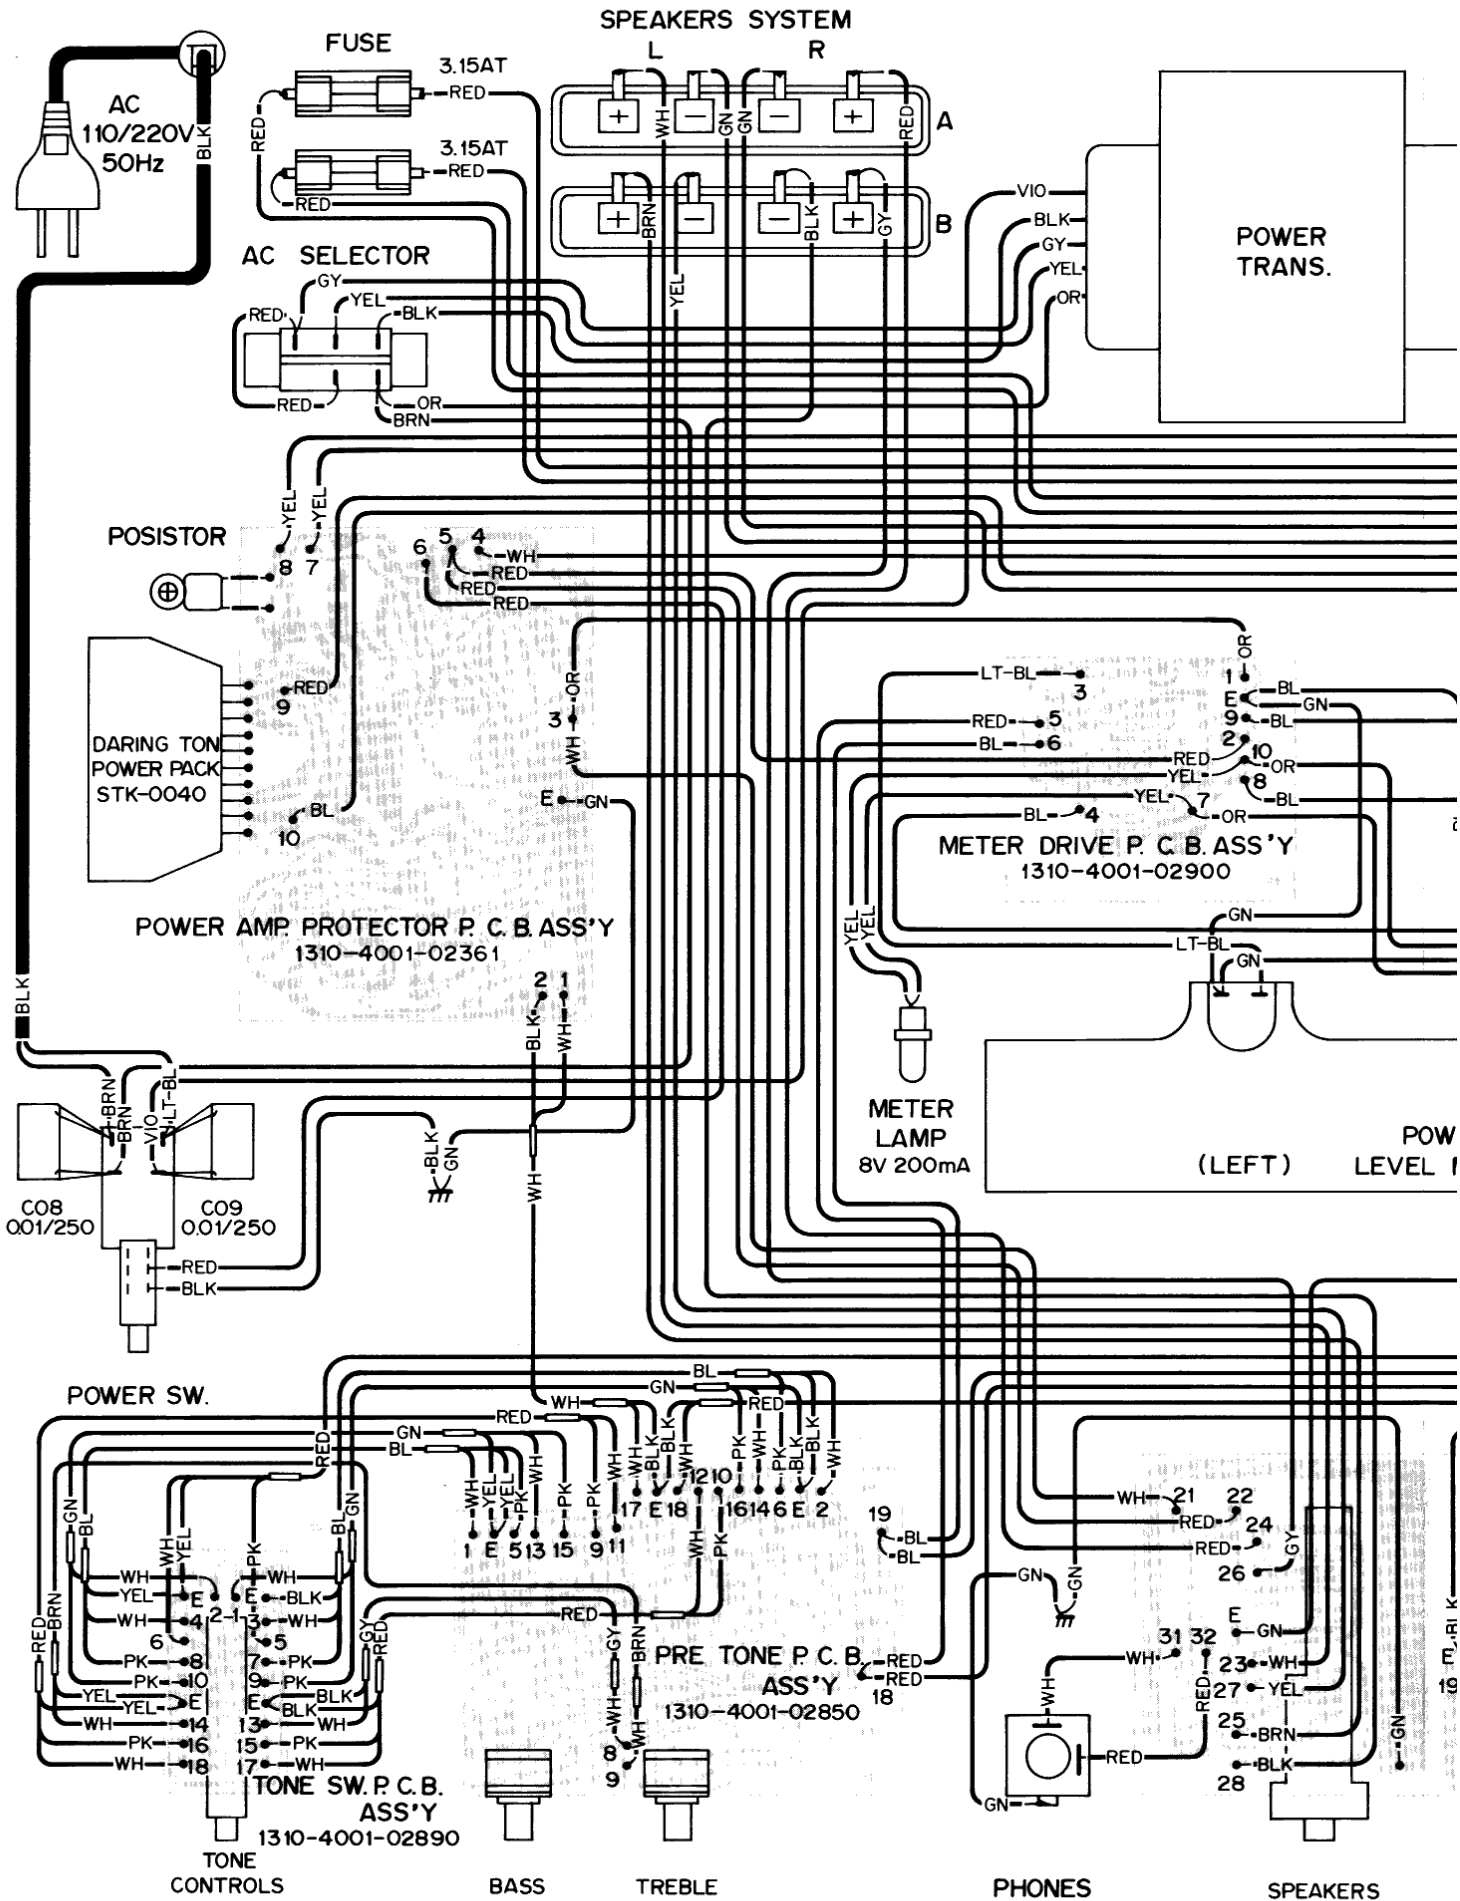 SPEAKERS SYSTEM
FUSE
L
R
3.15AT
RED
AC
110/220V
50Hz
BLK
RED
WH
GN
GN
RED
A
3.15AT
RED
RED
VIO
BLK
GY
YEL
OR
BRN
YEL
BLK
GY
B
POWER
TRANS.
AC SELECTOR
GY
YEL
BLK
RED
RED
OR
BRN
YEL
YEL
POSISTOR
8
7
6
5
4
WH
RED
RED
RED
OR
OR
RED
9
3
WH
DARING TON
POWER PACK
STK-0040
BL
10
E
GN
LT-BL
3
1
E
BL
GN
RED
5
9
BL
BL
6
2
RED
10
OR
YEL
8
BL
YEL
7
BL
4
OR
METER DRIVE P. C. B. ASS'Y
1310-4001-02900
POWER AMP. PROTECTOR P. C. B. ASS'Y
1310-4001-02361
YEL
YEL
GN
LT-BL
GN
2
1
BLK
BLK
WH
BRN
BRN
VIO
LT-BL
METER
LAMP
8V 200mA
POW
(LEFT)
LEVEL
BLK
GN
WH
C08
0.01/250
C09
0.01/250
RED
BLK
POWER SW.
BL
GN
RED
WH
RED
GN
BL
RED
WH
YEL
YEL
PK
WH
PK
PK
WH
WH
BLK
BLK
WH
PK
WH
PK
BLK
BLK
WH
17
E
18
12
10
16
14
6
E
2
1
E
5
13
15
9
11
WH
PK
19
BL
BL
WH
21
22
RED
24
RED
GY
26
GN
BL
WH
YEL
PK
BL
GN
WH
WH
YEL
E
2
1
E
BLK
WH
4
3
WH
6
5
PK
8
7
PK
PK
10
9
PK
YEL
E
E
BLK
YEL
BLK
WH
14
13
WH
PK
16
15
PK
WH
18
17
WH
RED
BRN
GY
RED
RED
GY
BRN
WH
WH
8
9
PRE TONE P. C. B.
ASS'Y
1310-4001-02850
RED
RED
18
GN
GN
E
GN
31
32
WH
23
WH
27
YEL
25
BRN
BLK
28
WH
RED
RED
GN
GN
BLK
E
19
TONE SW. P. C. B.
ASS'Y
1310-4001-02890
TONE
CONTROLS
BASS
TREBLE
PHONES
SPEAKERS